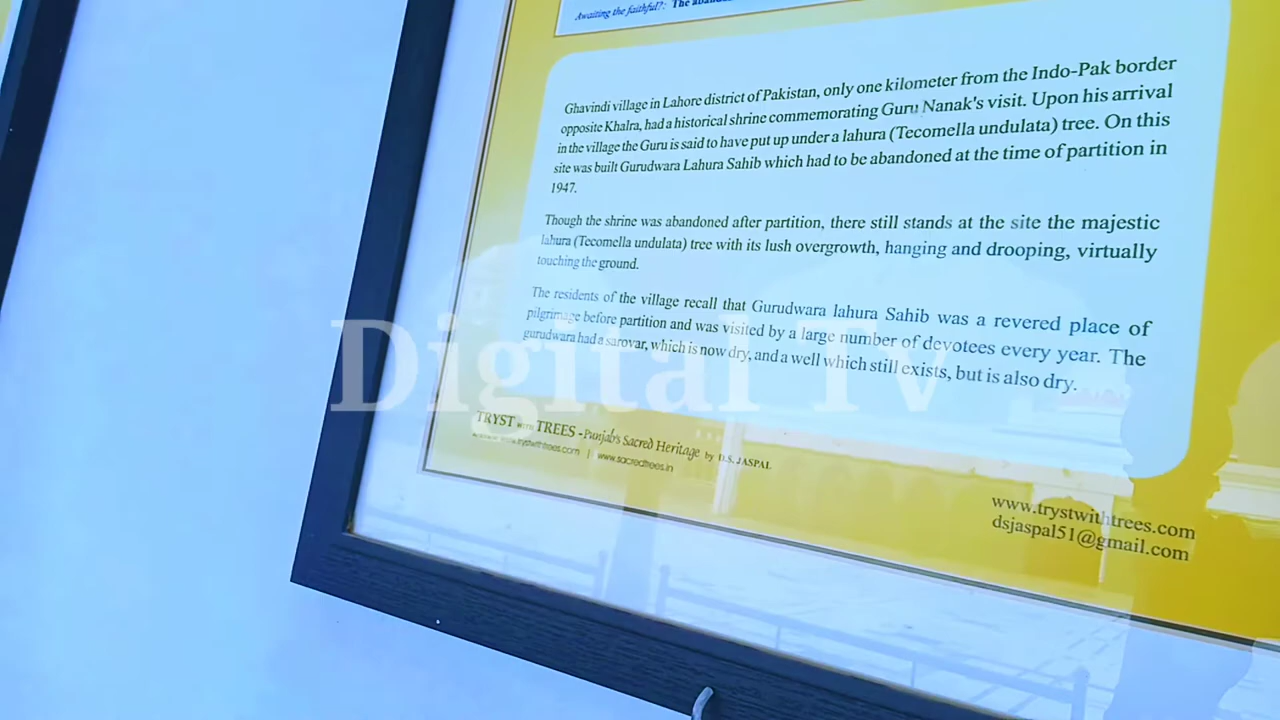 Awaiting the faithful?: The
Ghavindi village in Lahore district of Pakistan, only one kilometer from the Indo-Pak border
opposite Khalra, had a historical shrine commemorating Guru Nanak's visit. Upon his arrival
in the village the Guru is said to have put up under a lahura (Tecomella undulata) tree. On this
site was built Gurudwara Lahura Sahib which had to be abandoned at the time of partition in
1947.
Though the shrine was abandoned after partition, there still stands at the site the majestic
lahura (Tecomella undulata) tree with its lush overgrowth, hanging and drooping, virtually
touching the ground.
The residents of the village recall that Gurudwara lahura Sahib was a revered place of
pilgrimage before partition and was visited by a large number of devotees every year. The
gurudwara had a sarovar, which is now dry, and a well which still exists, but is also dry.
Digital Tv
TRYST WITH TREES -Punjab's Sacred Heritage by D.S. JASPAL
www.trystwithtrees.com | www.sacredtrees.in
www.trystwithtrees.com
dsjaspal51@gmail.com